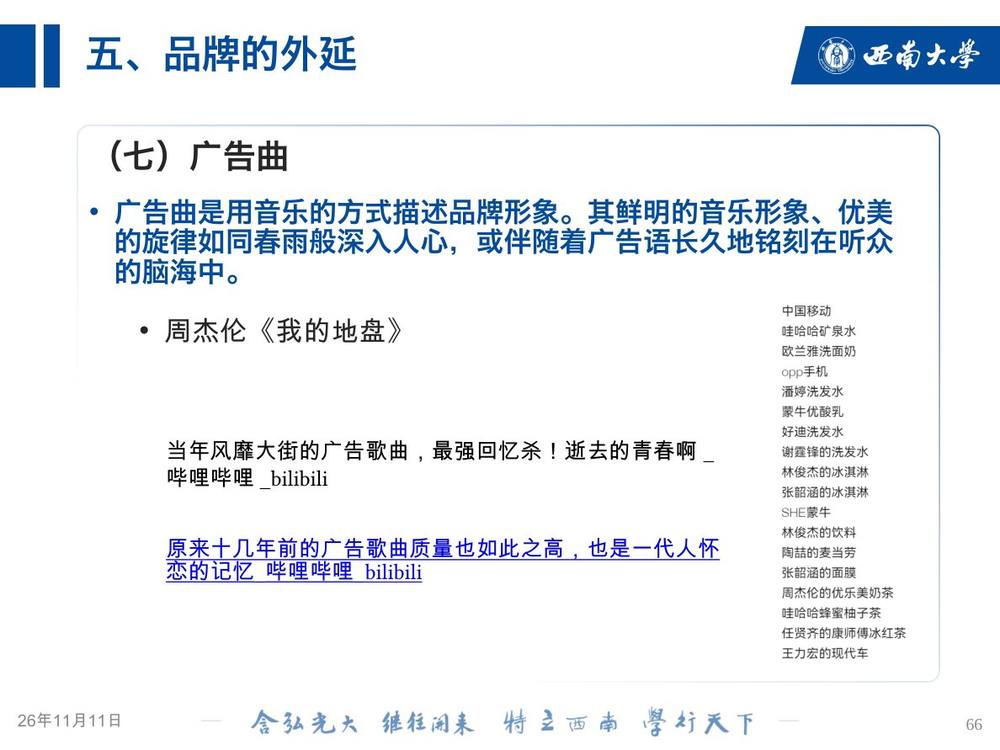 五、品牌的外延
西南大学
（七）广告曲
• 广告曲是用音乐的方式描述品牌形象。其鲜明的音乐形象、优美
的旋律如同春雨般深入人心，或伴随着广告语长久地铭刻在听众
的脑海中。
• 周杰伦《我的地盘》
当年风靡大街的广告歌曲，最强回忆杀！逝去的青春啊 _
哔哩哔哩 _bilibili
原来十几年前的广告歌曲质量也如此之高，也是一代人怀
恋的记忆_哔哩哔哩_bilibili
中国移动
哇哈哈矿泉水
欧兰雅洗面奶
opp手机
潘婷洗发水
蒙牛优酸乳
好迪洗发水
谢霆锋的洗发水
林俊杰的冰淇淋
张韶涵的冰淇淋
SHE蒙牛
林俊杰的饮料
陶喆的麦当劳
张韶涵的面膜
周杰伦的优乐美奶茶
哇哈哈蜂蜜柚子茶
任贤齐的康师傅冰红茶
王力宏的现代车
26年11月11日
含弘光大 继往开来 特立西南 学行天下
66